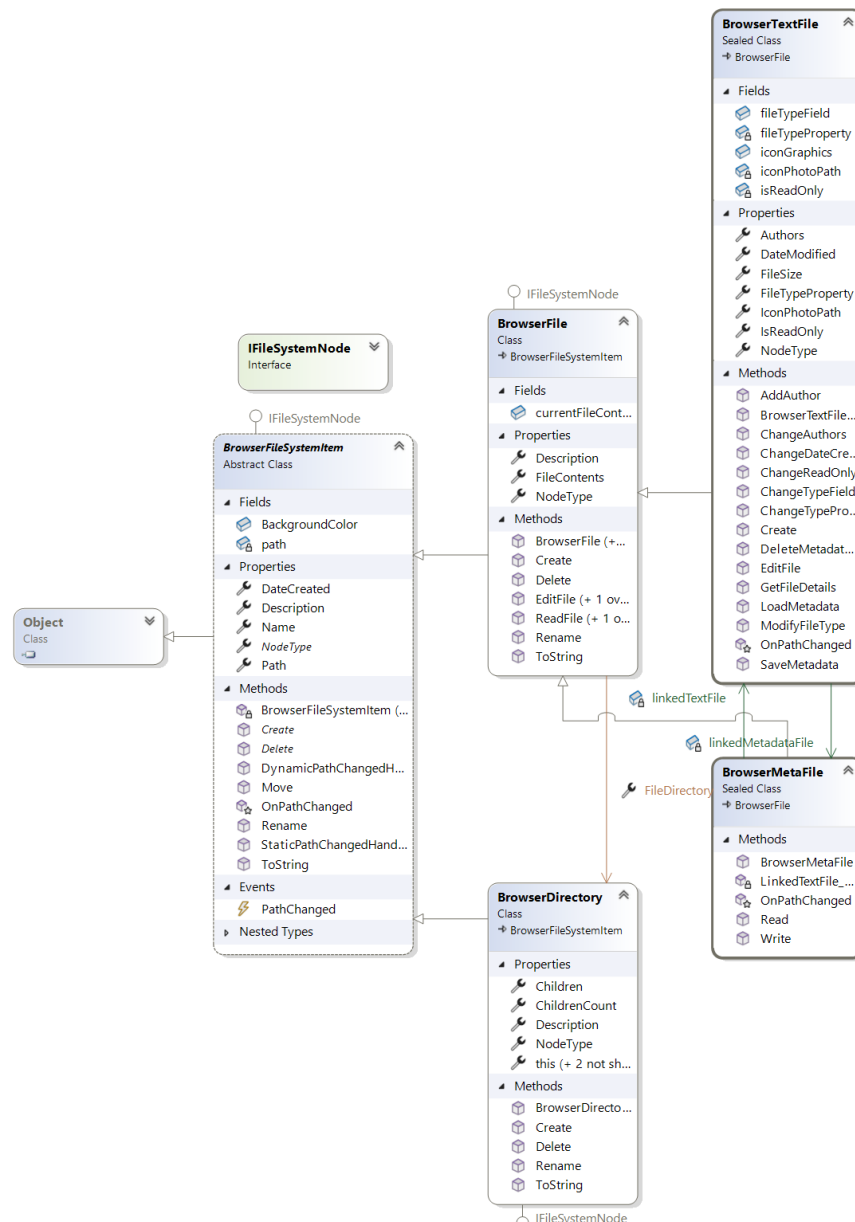 BrowserTextFile
Sealed Class
BrowserFile
Fields
fileTypeField
fileTypeProperty
iconGraphics
iconPhotoPath
isReadOnly
Properties
Authors
DateModified
FileSize
FileTypeProperty
IconPhotoPath
IsReadOnly
NodeType
Methods
AddAuthor
BrowserTextFile...
ChangeAuthors
ChangeDateCre...
ChangeReadOnly
ChangeTypeField
ChangeTypePro...
Create
DeleteMetadat...
EditFile
GetFileDetails
LoadMetadata
ModifyFileType
OnPathChanged
SaveMetadata
IFileSystemNode
BrowserFile
Class
BrowserFileSystemItem
Fields
currentFileCont...
Properties
Description
FileContents
NodeType
Methods
BrowserFile (+...
Create
Delete
EditFile (+ 1 ov...
ReadFile (+ 1 o...
Rename
ToString
IFileSystemNode
Interface
IFileSystemNode
BrowserFileSystemItem
Abstract Class
Fields
BackgroundColor
path
Properties
DateCreated
Description
Name
NodeType
Path
Methods
BrowserFileSystemItem (...
Create
Delete
DynamicPathChangedH...
Move
OnPathChanged
Rename
StaticPathChangedHand...
ToString
Events
PathChanged
Nested Types
Object
Class
linkedTextFile
linkedMetadataFile
FileDirectory
BrowserMetaFile
Sealed Class
BrowserFile
Methods
BrowserMetaFile
LinkedTextFile_...
OnPathChanged
Read
Write
BrowserDirectory
Class
BrowserFileSystemItem
Properties
Children
ChildrenCount
Description
NodeType
this (+ 2 not sh...
Methods
BrowserDirecto...
Create
Delete
Rename
ToString
IFileSystemNode